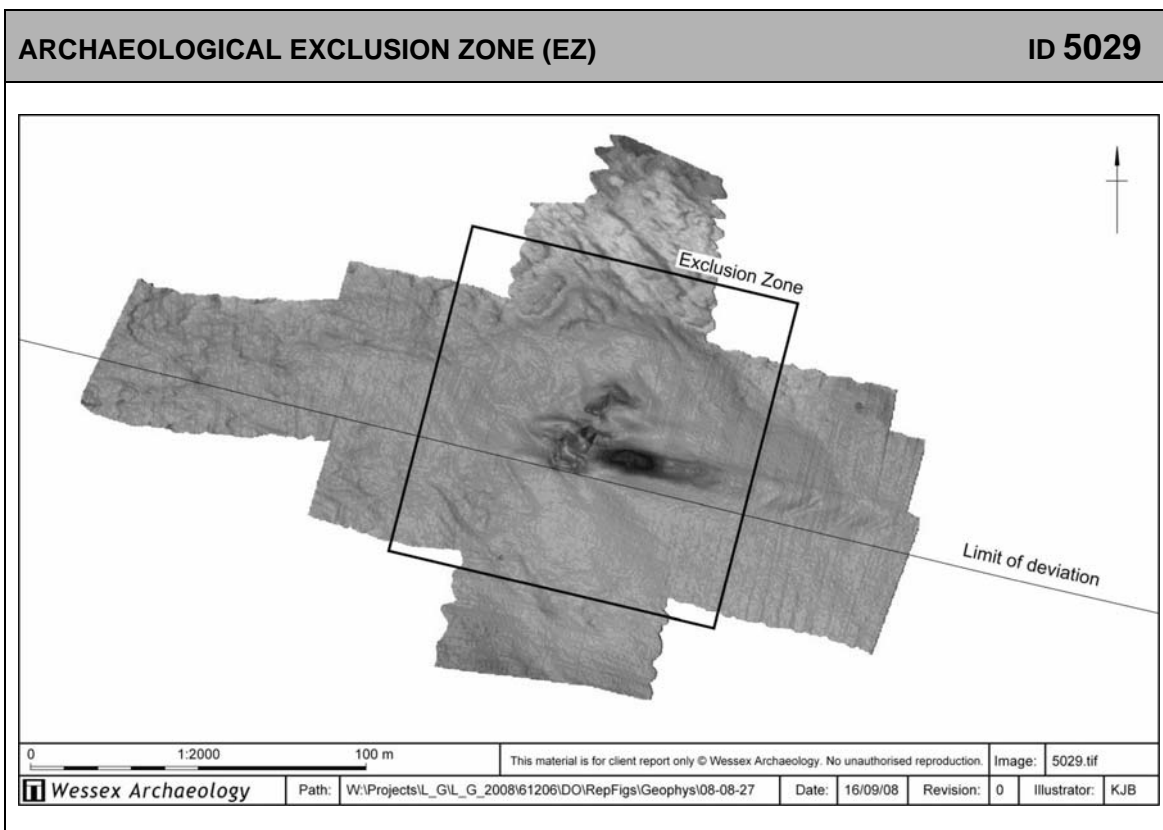 ARCHAEOLOGICAL EXCLUSION ZONE (EZ) ID 5029
Exclusion Zone
Limit of deviation
0 1:2000 100 m
This material is for client report only © Wessex Archaeology. No unauthorised reproduction. Image: 5029.tif
Wessex Archaeology Path: W:\Projects\L_G\L_G_2008\61206\DO\RepFigs\Geophys\08-08-27 Date: 16/09/08 Revision: 0 Illustrator: KJB